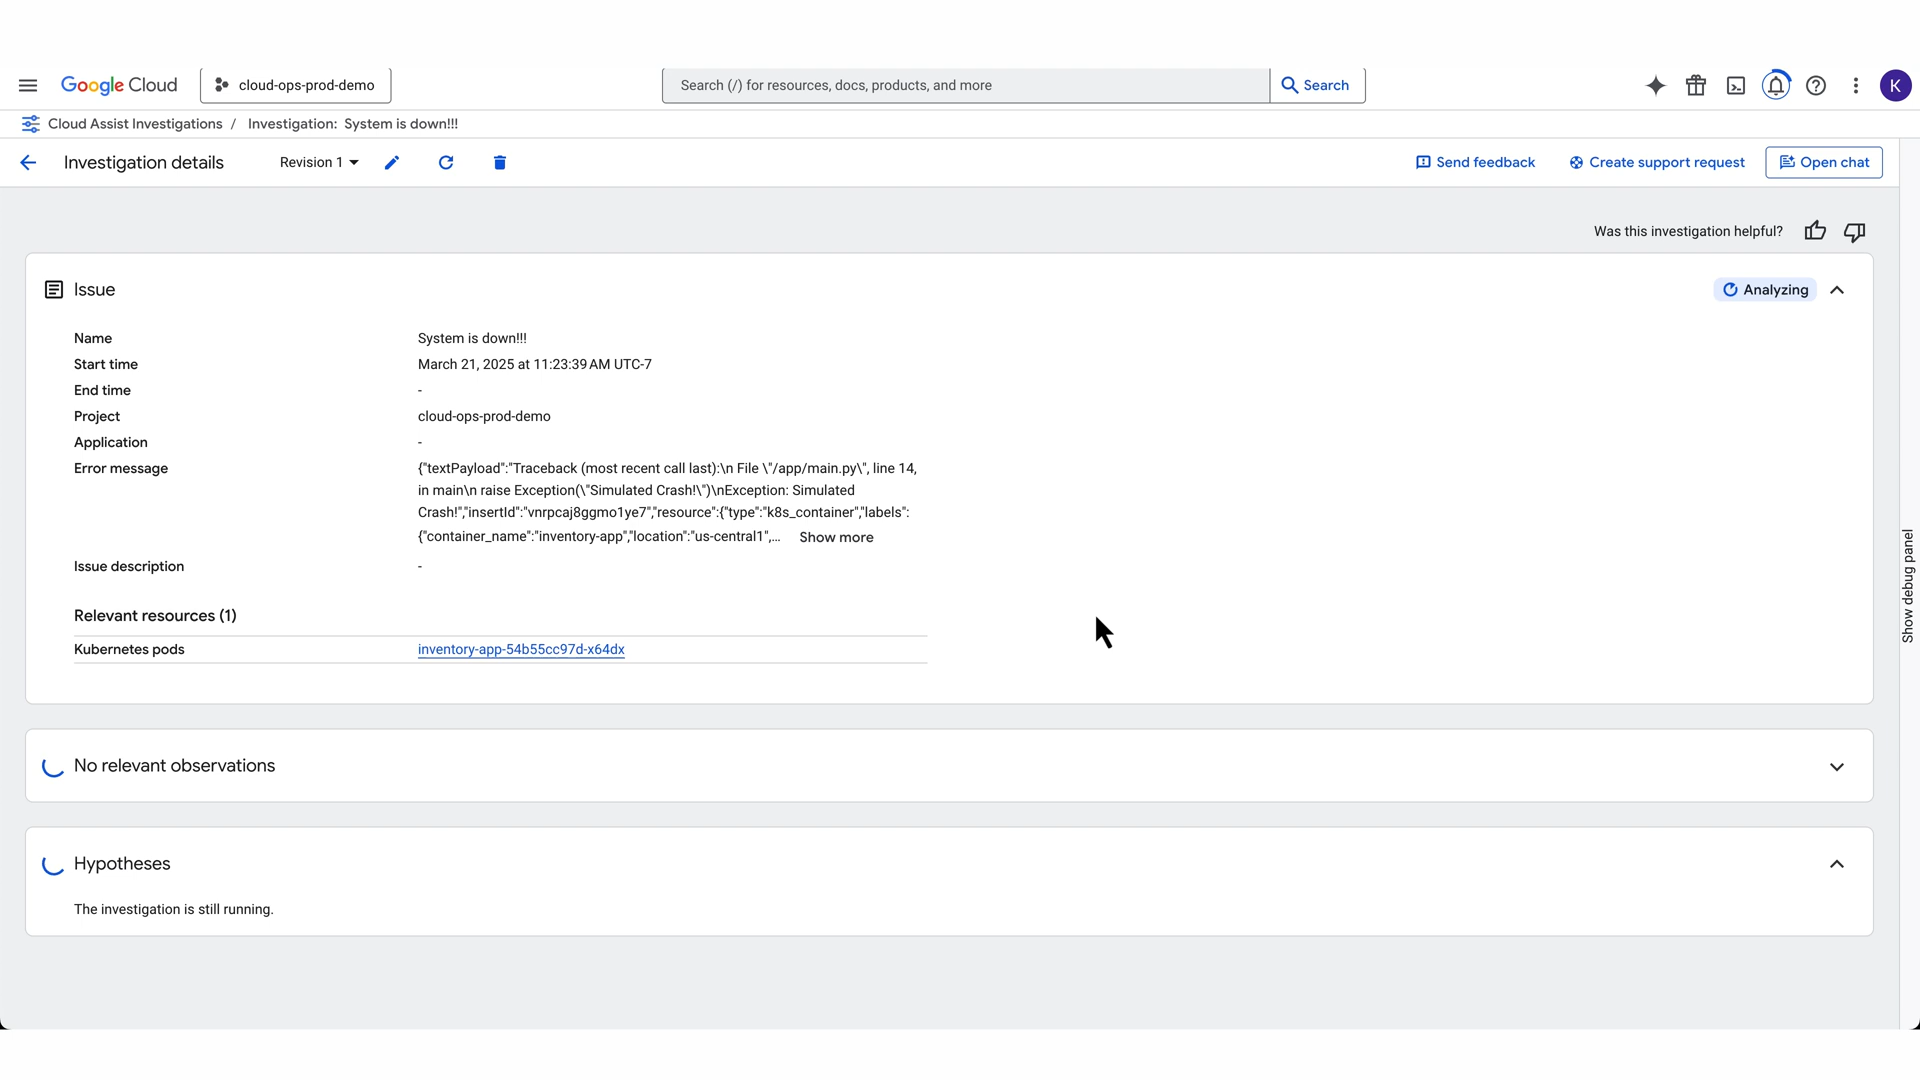 Google Cloud
cloud-ops-prod-demo
Search (/) for resources, docs, products, and more
Search
K
Cloud Assist Investigations / Investigation: System is down!!!
Investigation details
Revision 1
Send feedback
Create support request
Open chat
Was this investigation helpful?
Issue
Analyzing
Name System is down!!!
Start time March 21, 2025 at 11:23:39 AM UTC-7
End time -
Project cloud-ops-prod-demo
Application -
Error message {"textPayload":"Traceback (most recent call last):\n File \"/app/main.py\", line 14,
in main\n raise Exception(\"Simulated Crash!\")\nException: Simulated
Crash!","insertId":"vnrpcaj8ggmo1ye7","resource":{"type":"k8s_container","labels":
{"container_name":"inventory-app","location":"us-central1",... Show more
Issue description -
Relevant resources (1)
Kubernetes pods inventory-app-54b55cc97d-x64dx
Show debug panel
No relevant observations
Hypotheses
The investigation is still running.